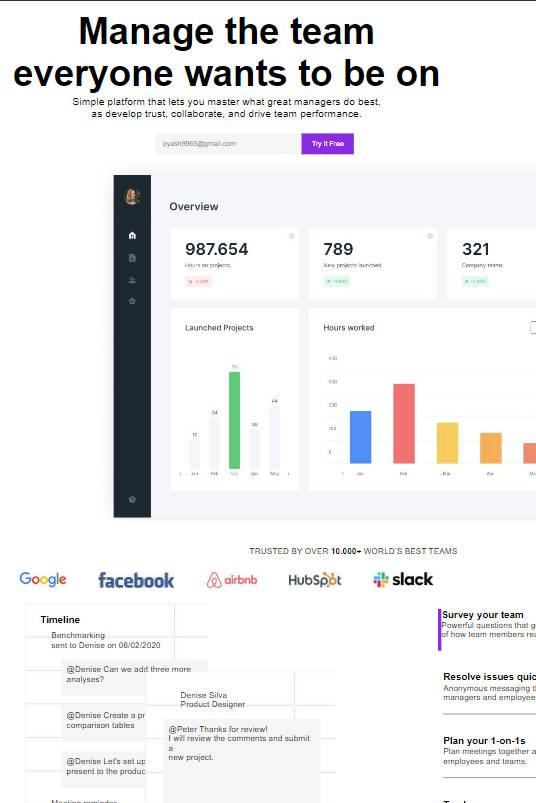 Manage the team
everyone wants to be on
Simple platform that lets you master what great managers do best,
as develop trust, collaborate, and drive team performance.
pyash9963@gmail.com
Try It Free
Overview
987.654
Hours on projects
789
New projects launched
321
Company teams
Launched Projects
12
34
28
44
Jan
Feb
Mar
Apr
May
Hours worked
400
300
200
100
0
Jan
Feb
Mar
Apr
May
TRUSTED BY OVER 10.000+ WORLD'S BEST TEAMS
Google
facebook
airbnb
HubSpot
slack
Timeline
Benchmarking
sent to Denise on 06/02/2020
@Denise Can we add three more
analyses?
@Denise Create a pr
comparison tables
@Denise Let's set up
present to the produc
Meeting reminder
Denise Silva
Product Designer
@Peter Thanks for review!
I will review the comments and submit
a
new project.
Survey your team
Powerful questions that g
of how team members rea
Resolve issues quic
Anonymous messaging th
managers and employee
Plan your 1-on-1s
Plan meetings together a
employees and teams.